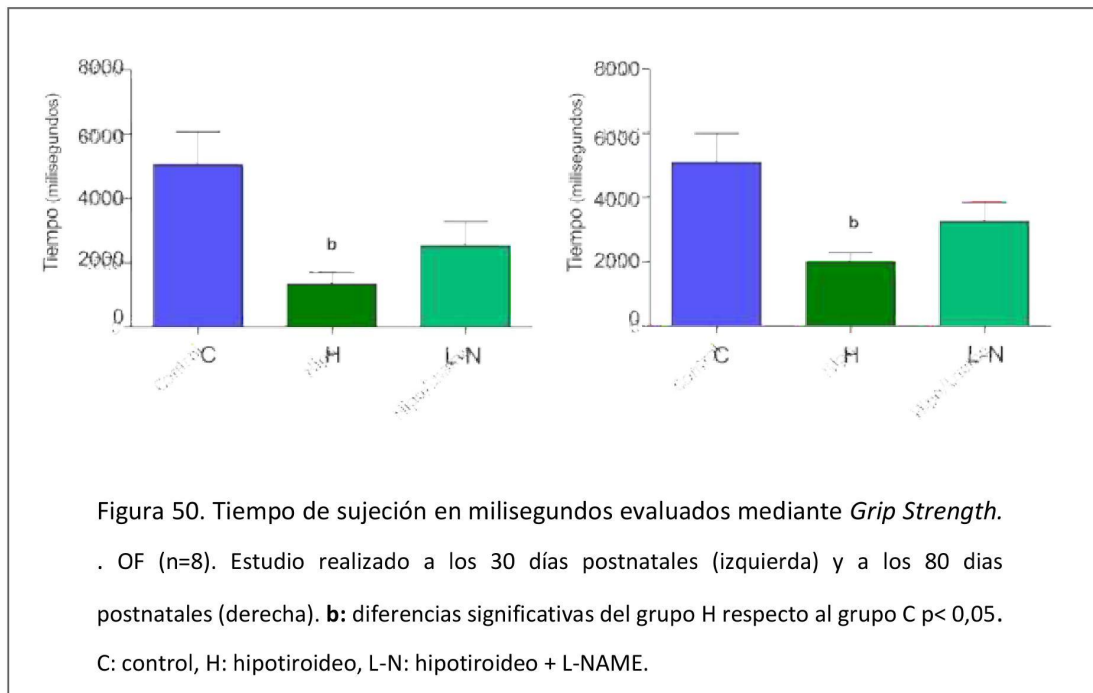 8000
6000
4000
2000
0
Tiempo (milisegundos)
b
C
H
L-N
8000
6000
4000
2000
0
Tiempo (milisegundos)
b
C
H
L-N
Figura 50. Tiempo de sujeción en milisegundos evaluados mediante Grip Strength.
. OF (n=8). Estudio realizado a los 30 días postnatales (izquierda) y a los 80 dias
postnatales (derecha). b: diferencias significativas del grupo H respecto al grupo C p< 0,05.
C: control, H: hipotiroideo, L-N: hipotiroideo + L-NAME.